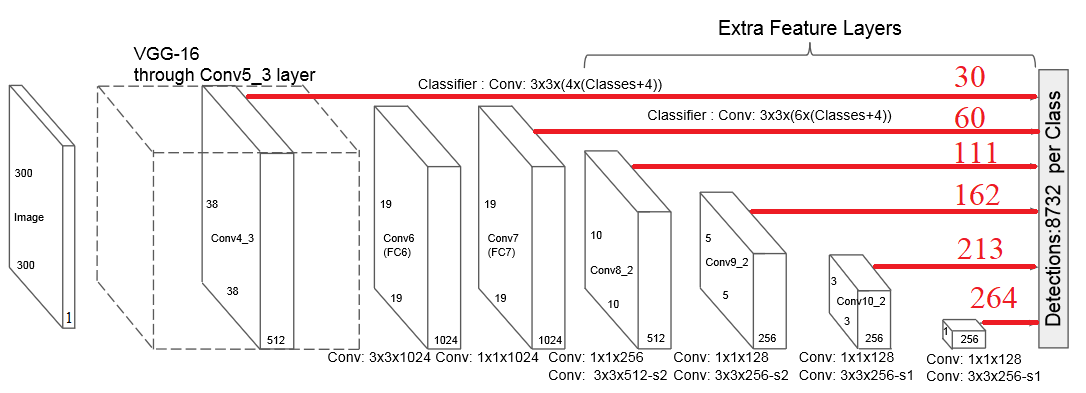 Extra Feature Layers
VGG-16
through Conv5_3 layer
Classifier : Conv: 3x3x(4x(Classes+4))
30
Classifier : Conv: 3x3x(6x(Classes+4))
60
111
162
213
264
Detections:8732 per Class
300
Image
300
1
38
Conv4_3
38
512
19
Conv6
(FC6)
19
1024
19
Conv7
(FC7)
19
1024
10
Conv8_2
10
512
5
Conv9_2
5
256
3
Conv10_2
3
256
1
256
Conv: 3x3x1024
Conv: 1x1x1024
Conv: 1x1x256
Conv: 3x3x512-s2
Conv: 1x1x128
Conv: 3x3x256-s2
Conv: 1x1x128
Conv: 3x3x256-s1
Conv: 1x1x128
Conv: 3x3x256-s1